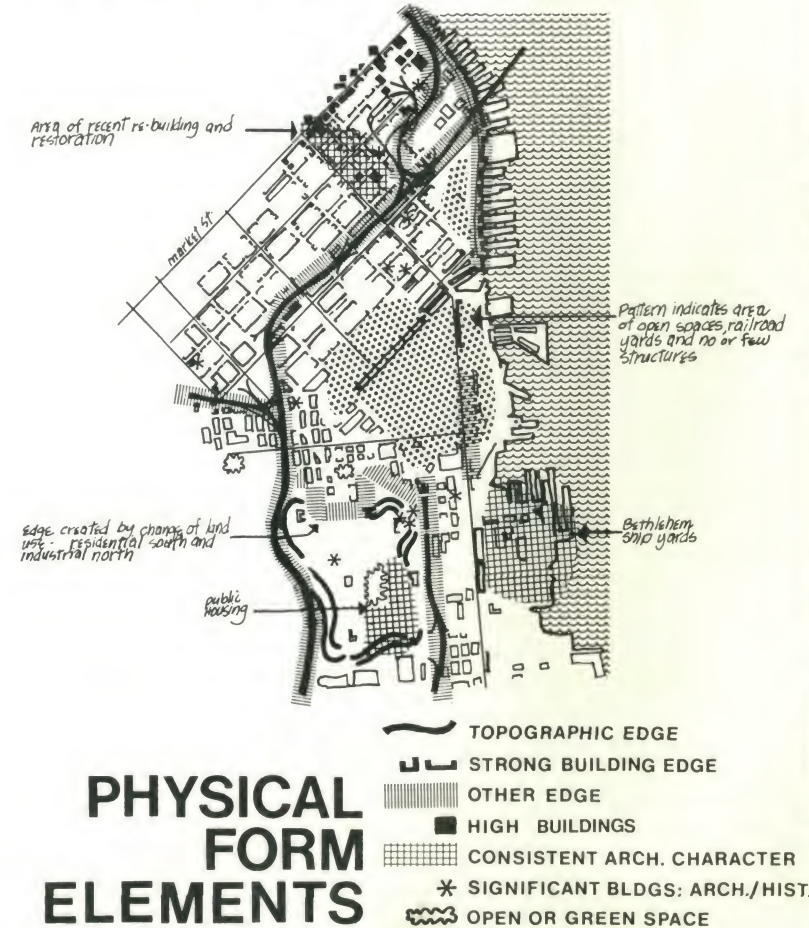 Area of recent re-building and
restoration
market st.
Pattern indicates area
of open spaces, railroad
yards and no or few
structures
Edge created by change of land
use - residential south and
industrial north
Bethlehem
ship yards
public
housing
PHYSICAL
FORM
ELEMENTS
TOPOGRAPHIC EDGE
STRONG BUILDING EDGE
OTHER EDGE
HIGH BUILDINGS
CONSISTENT ARCH. CHARACTER
SIGNIFICANT BLDGS: ARCH./HIST.
OPEN OR GREEN SPACE